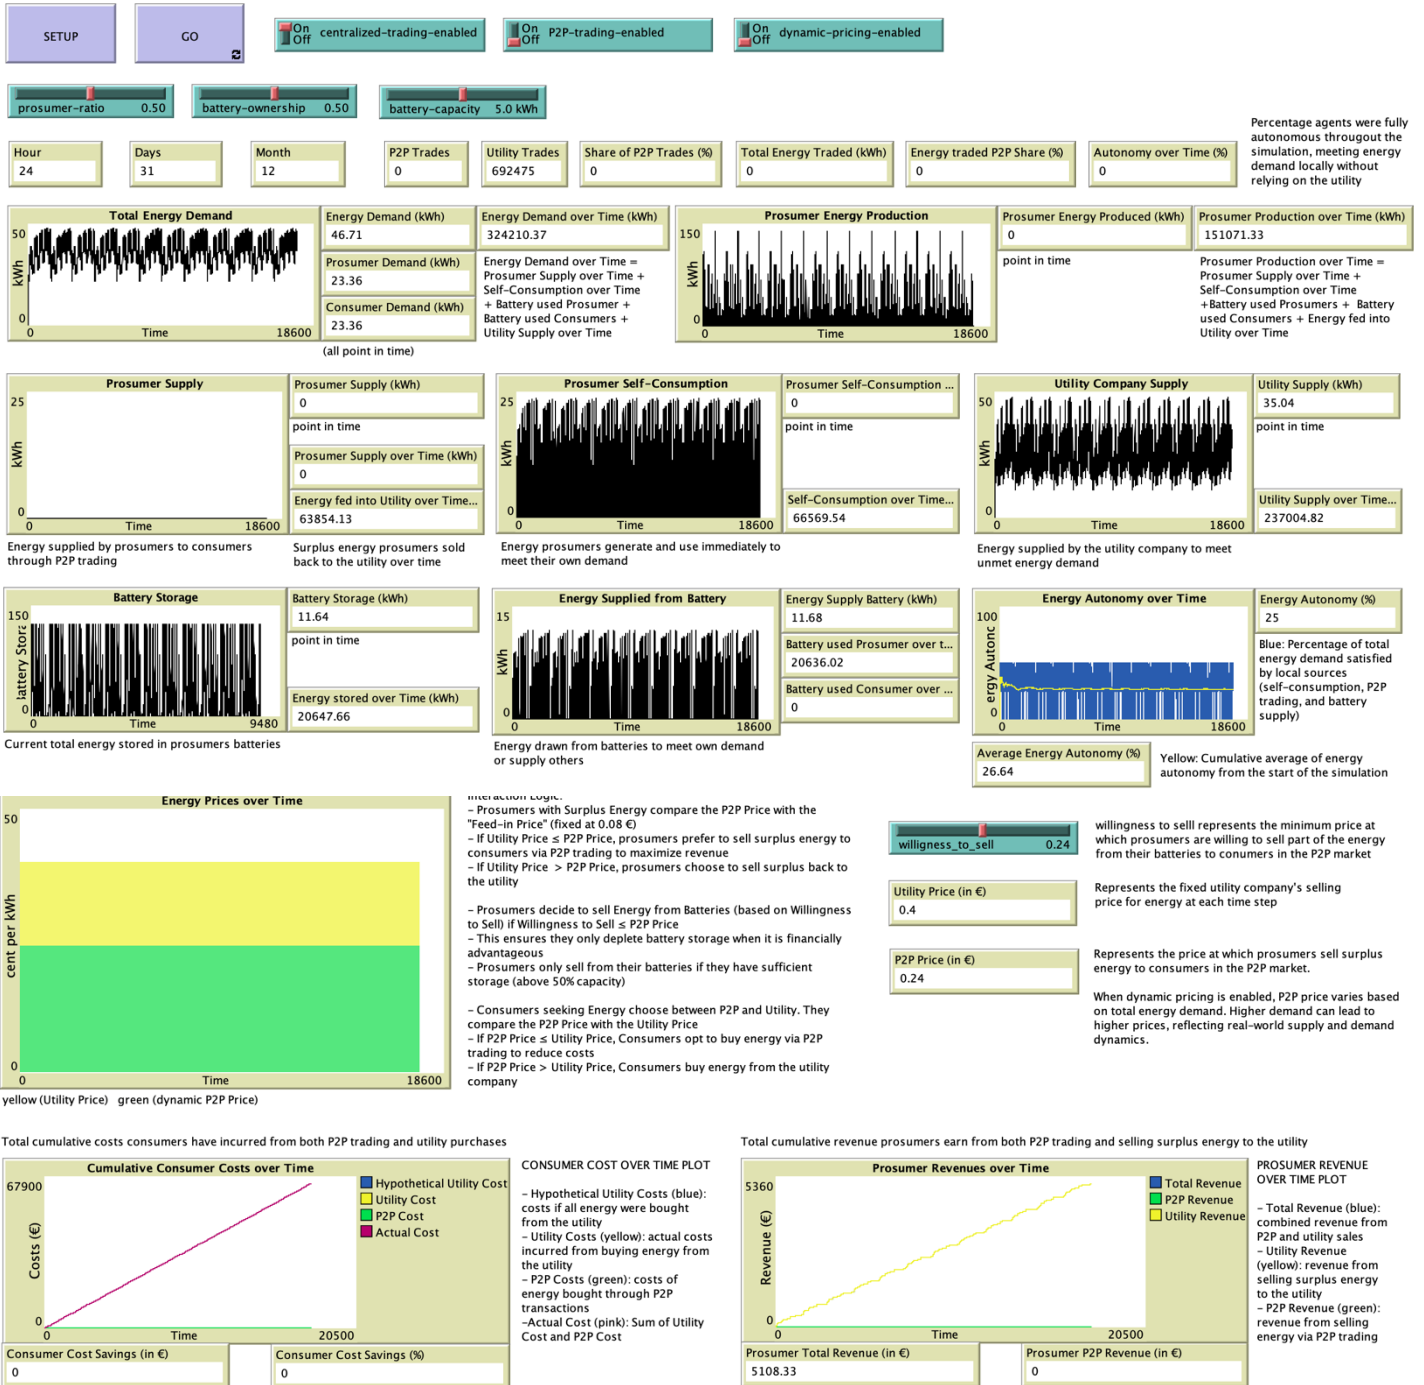 SETUP
GO
On
Off
centralized-trading-enabled
On
Off
P2P-trading-enabled
On
Off
dynamic-pricing-enabled
prosumer-ratio 0.50
battery-ownership 0.50
battery-capacity 5.0 kWh
Hour
24
Days
31
Month
12
P2P Trades
0
Utility Trades
692475
Share of P2P Trades (%)
0
Total Energy Traded (kWh)
0
Energy traded P2P Share (%)
0
Autonomy over Time (%)
0
Percentage agents were fully
autonomous througout the
simulation, meeting energy
demand locally without
relying on the utility
Total Energy Demand
50
kWh
0
0 Time 18600
Energy Demand (kWh)
46.71
Prosumer Demand (kWh)
23.36
Consumer Demand (kWh)
23.36
(all point in time)
Energy Demand over Time (kWh)
324210.37
Energy Demand over Time =
Prosumer Supply over Time +
Self-Consumption over Time
+ Battery used Prosumer +
Battery used Consumers +
Utility Supply over Time
Prosumer Energy Production
150
kWh
0
0 Time 18600
Prosumer Energy Produced (kWh)
0
point in time
Prosumer Production over Time (kWh)
151071.33
Prosumer Production over Time =
Prosumer Supply over Time +
Self-Consumption over Time
+Battery used Prosumers + Battery
used Consumers + Energy fed into
Utility over Time
Prosumer Supply
25
kWh
0
0 Time 18600
Prosumer Supply (kWh)
0
point in time
Prosumer Supply over Time (kWh)
0
Energy fed into Utility over Time...
63854.13
Energy supplied by prosumers to consumers
through P2P trading
Surplus energy prosumers sold
back to the utility over time
Prosumer Self-Consumption
25
kWh
0
0 Time 18600
Prosumer Self-Consumption ...
0
point in time
Self-Consumption over Time...
66569.54
Energy prosumers generate and use immediately to
meet their own demand
Utility Company Supply
50
kWh
0
0 Time 18600
Utility Supply (kWh)
35.04
point in time
Utility Supply over Time...
237004.82
Energy supplied by the utility company to meet
unmet energy demand
Battery Storage
150
0
0 Time 9480
Battery Storage (kWh)
11.64
point in time
Energy stored over Time (kWh)
20647.66
Current total energy stored in prosumers batteries
Energy Supplied from Battery
15
kWh
0
0 Time 18600
Energy Supply Battery (kWh)
11.68
Battery used Prosumer over t...
20636.02
Battery used Consumer over ...
0
Energy drawn from batteries to meet own demand
or supply others
Energy Autonomy over Time
100
0
0 Time 18600
Energy Autonomy (%)
25
Blue: Percentage of total
energy demand satisfied
by local sources
(self-consumption, P2P
trading, and battery
supply)
Average Energy Autonomy (%)
26.64
Yellow: Cumulative average of energy
autonomy from the start of the simulation
Energy Prices over Time
50
cent per kWh
0
0 Time 18600
yellow (Utility Price) green (dynamic P2P Price)
Interaction Logic:
- Prosumers with Surplus Energy compare the P2P Price with the
"Feed-in Price" (fixed at 0.08 €)
- If Utility Price ≤ P2P Price, prosumers prefer to sell surplus energy to
consumers via P2P trading to maximize revenue
- If Utility Price > P2P Price, prosumers choose to sell surplus back to
the utility
- Prosumers decide to sell Energy from Batteries (based on Willingness
to Sell) if Willingness to Sell ≤ P2P Price
- This ensures they only deplete battery storage when it is financially
advantageous
- Prosumers only sell from their batteries if they have sufficient
storage (above 50% capacity)
- Consumers seeking Energy choose between P2P and Utility. They
compare the P2P Price with the Utility Price
- If P2P Price ≤ Utility Price, Consumers opt to buy energy via P2P
trading to reduce costs
- If P2P Price > Utility Price, Consumers buy energy from the utility
company
willigness_to_sell 0.24
willingness to selll represents the minimum price at
which prosumers are willing to sell part of the energy
from their batteries to conumers in the P2P market
Utility Price (in €)
0.4
Represents the fixed utility company's selling
price for energy at each time step
P2P Price (in €)
0.24
Represents the price at which prosumers sell surplus
energy to consumers in the P2P market.
When dynamic pricing is enabled, P2P price varies based
on total energy demand. Higher demand can lead to
higher prices, reflecting real-world supply and demand
dynamics.
Total cumulative costs consumers have incurred from both P2P trading and utility purchases
Cumulative Consumer Costs over Time
67900
Costs (€)
0
0 Time 20500
Hypothetical Utility Cost
Utility Cost
P2P Cost
Actual Cost
CONSUMER COST OVER TIME PLOT
- Hypothetical Utility Costs (blue):
costs if all energy were bought
from the utility
- Utility Costs (yellow): actual costs
incurred from buying energy from
the utility
- P2P Costs (green): costs of
energy bought through P2P
transactions
-Actual Cost (pink): Sum of Utility
Cost and P2P Cost
Consumer Cost Savings (in €)
0
Consumer Cost Savings (%)
0
Total cumulative revenue prosumers earn from both P2P trading and selling surplus energy to the utility
Prosumer Revenues over Time
5360
Revenue (€)
0
0 Time 20500
Total Revenue
P2P Revenue
Utility Revenue
PROSUMER REVENUE
OVER TIME PLOT
- Total Revenue (blue):
combined revenue from
P2P and utility sales
- Utility Revenue
(yellow): revenue from
selling surplus energy
to the utility
- P2P Revenue (green):
revenue from selling
energy via P2P trading
Prosumer Total Revenue (in €)
5108.33
Prosumer P2P Revenue (in €)
0